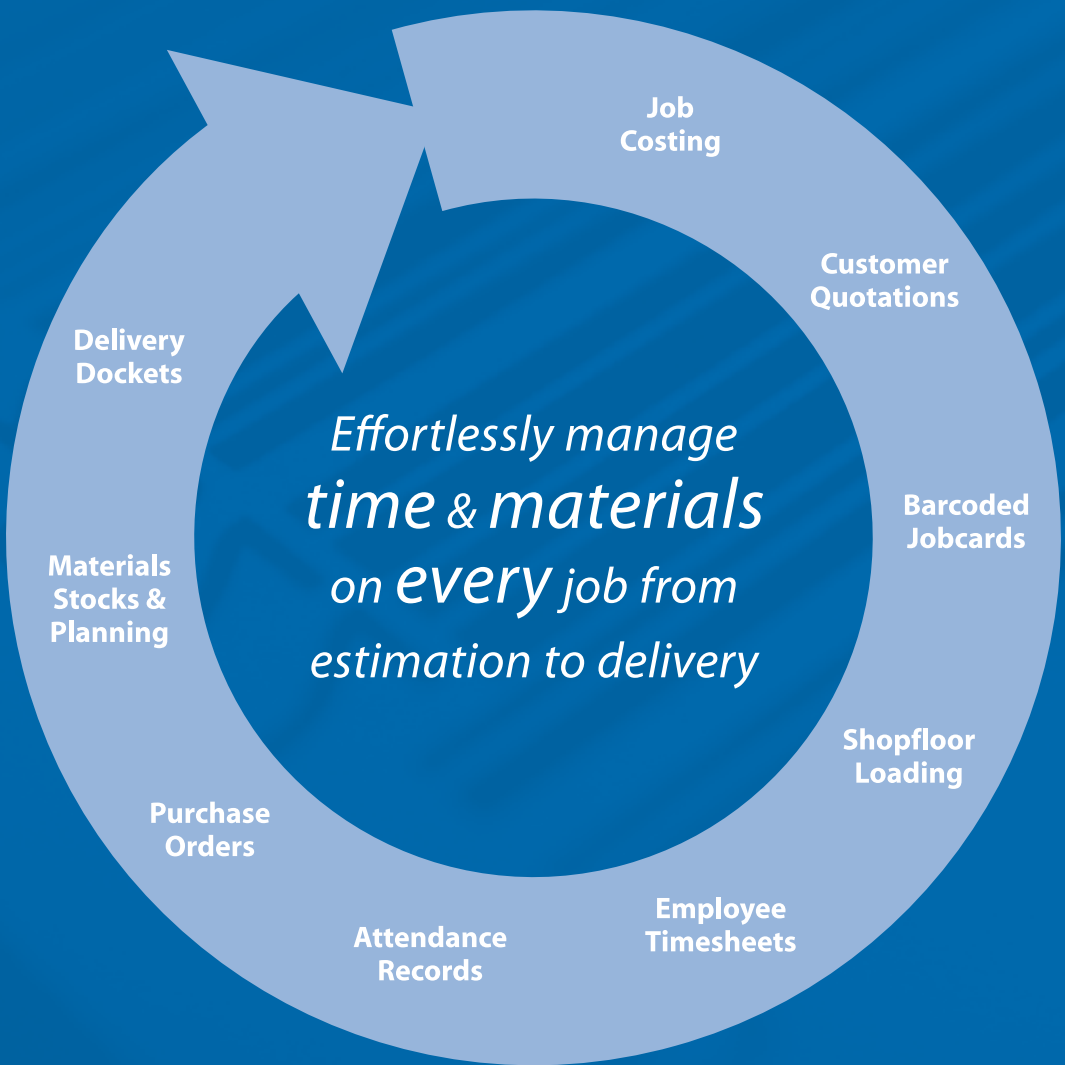 Job
Costing
Customer
Quotations
Barcoded
Jobcards
Shopfloor
Loading
Employee
Timesheets
Attendance
Records
Purchase
Orders
Materials
Stocks &
Planning
Delivery
Dockets
Effortlessly manage
time & materials
on every job from
estimation to delivery